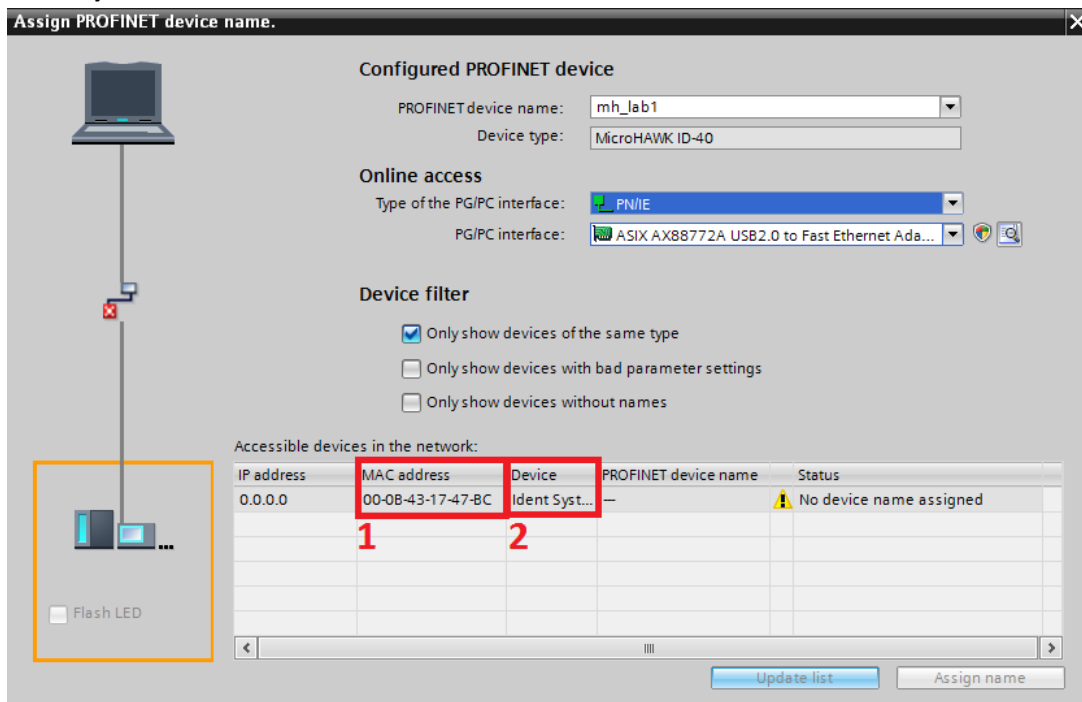 Assign PROFINET device name.
Configured PROFINET device
PROFINET device name: mh_lab1
Device type: MicroHAWK ID-40
Online access
Type of the PG/PC interface: PN/IE
PG/PC interface: ASIX AX88772A USB2.0 to Fast Ethernet Ada...
Device filter
Only show devices of the same type
Only show devices with bad parameter settings
Only show devices without names
Accessible devices in the network:
IP address MAC address Device PROFINET device name Status
0.0.0.0 00-0B-43-17-47-BC Ident Syst... — No device name assigned
1 2
...
Flash LED
Update list Assign name